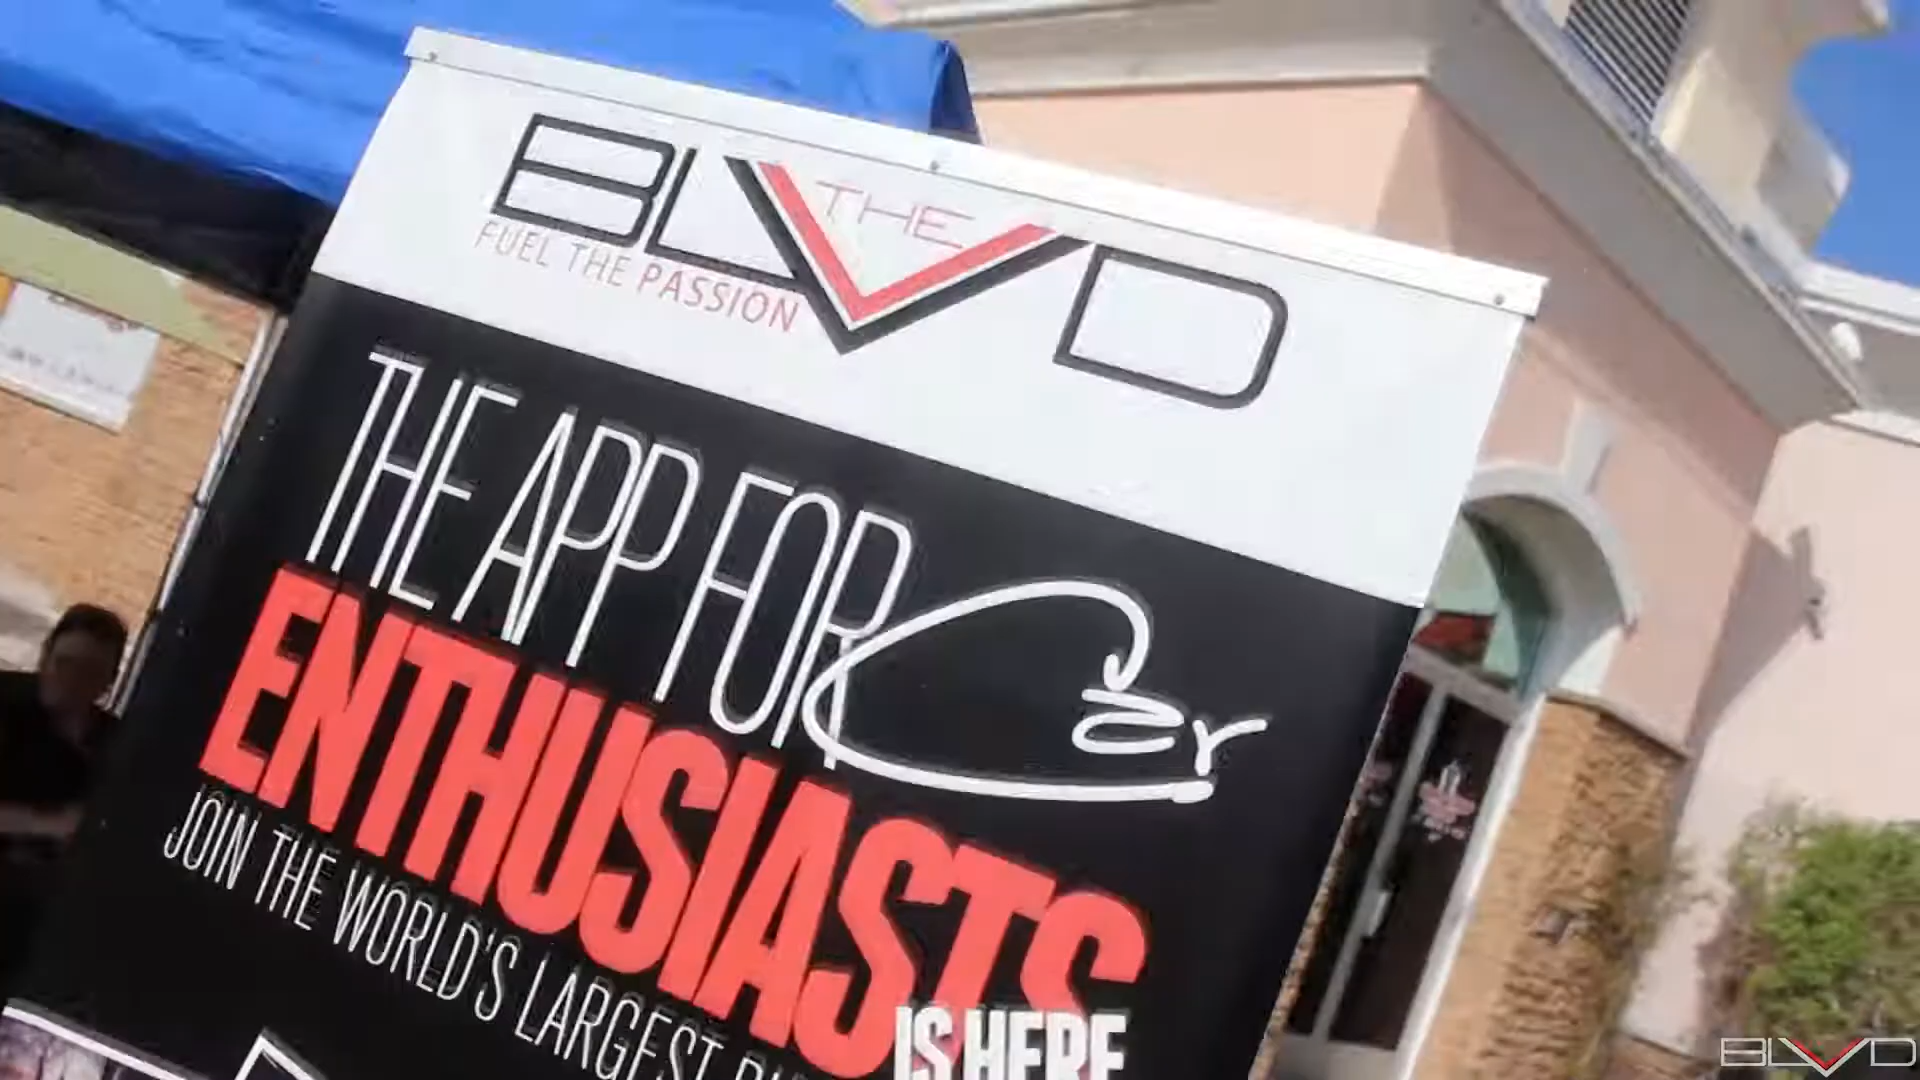 THE
BLVD
FUEL THE PASSION
THE APP FOR Car
ENTHUSIASTS
IS HERE
JOIN THE WORLD'S LARGEST
BLVD